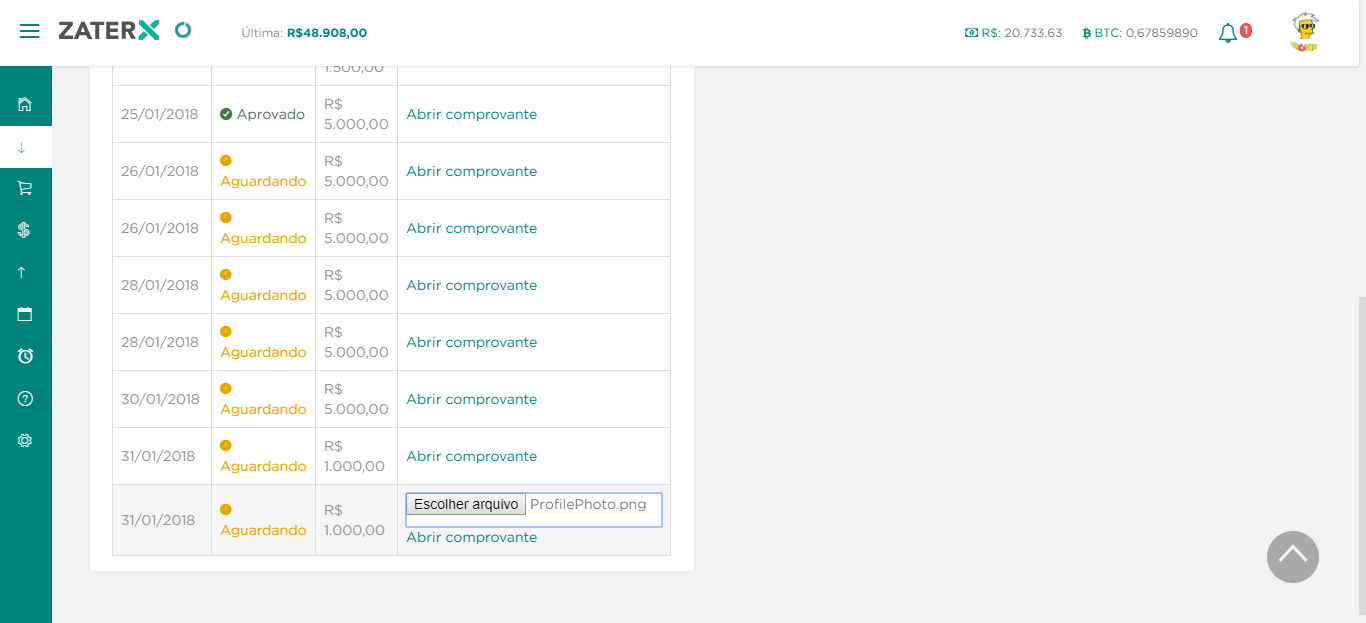 ZATERX
Última: R$48.908,00
R$: 20.733,63
BTC: 0,67859890
1
1.500,00
25/01/2018
Aprovado
R$
5.000,00
Abrir comprovante
26/01/2018
Aguardando
R$
5.000,00
Abrir comprovante
26/01/2018
Aguardando
R$
5.000,00
Abrir comprovante
28/01/2018
Aguardando
R$
5.000,00
Abrir comprovante
28/01/2018
Aguardando
R$
5.000,00
Abrir comprovante
30/01/2018
Aguardando
R$
5.000,00
Abrir comprovante
31/01/2018
Aguardando
R$
1.000,00
Abrir comprovante
31/01/2018
Aguardando
R$
1.000,00
Escolher arquivo ProfilePhoto.png
Abrir comprovante